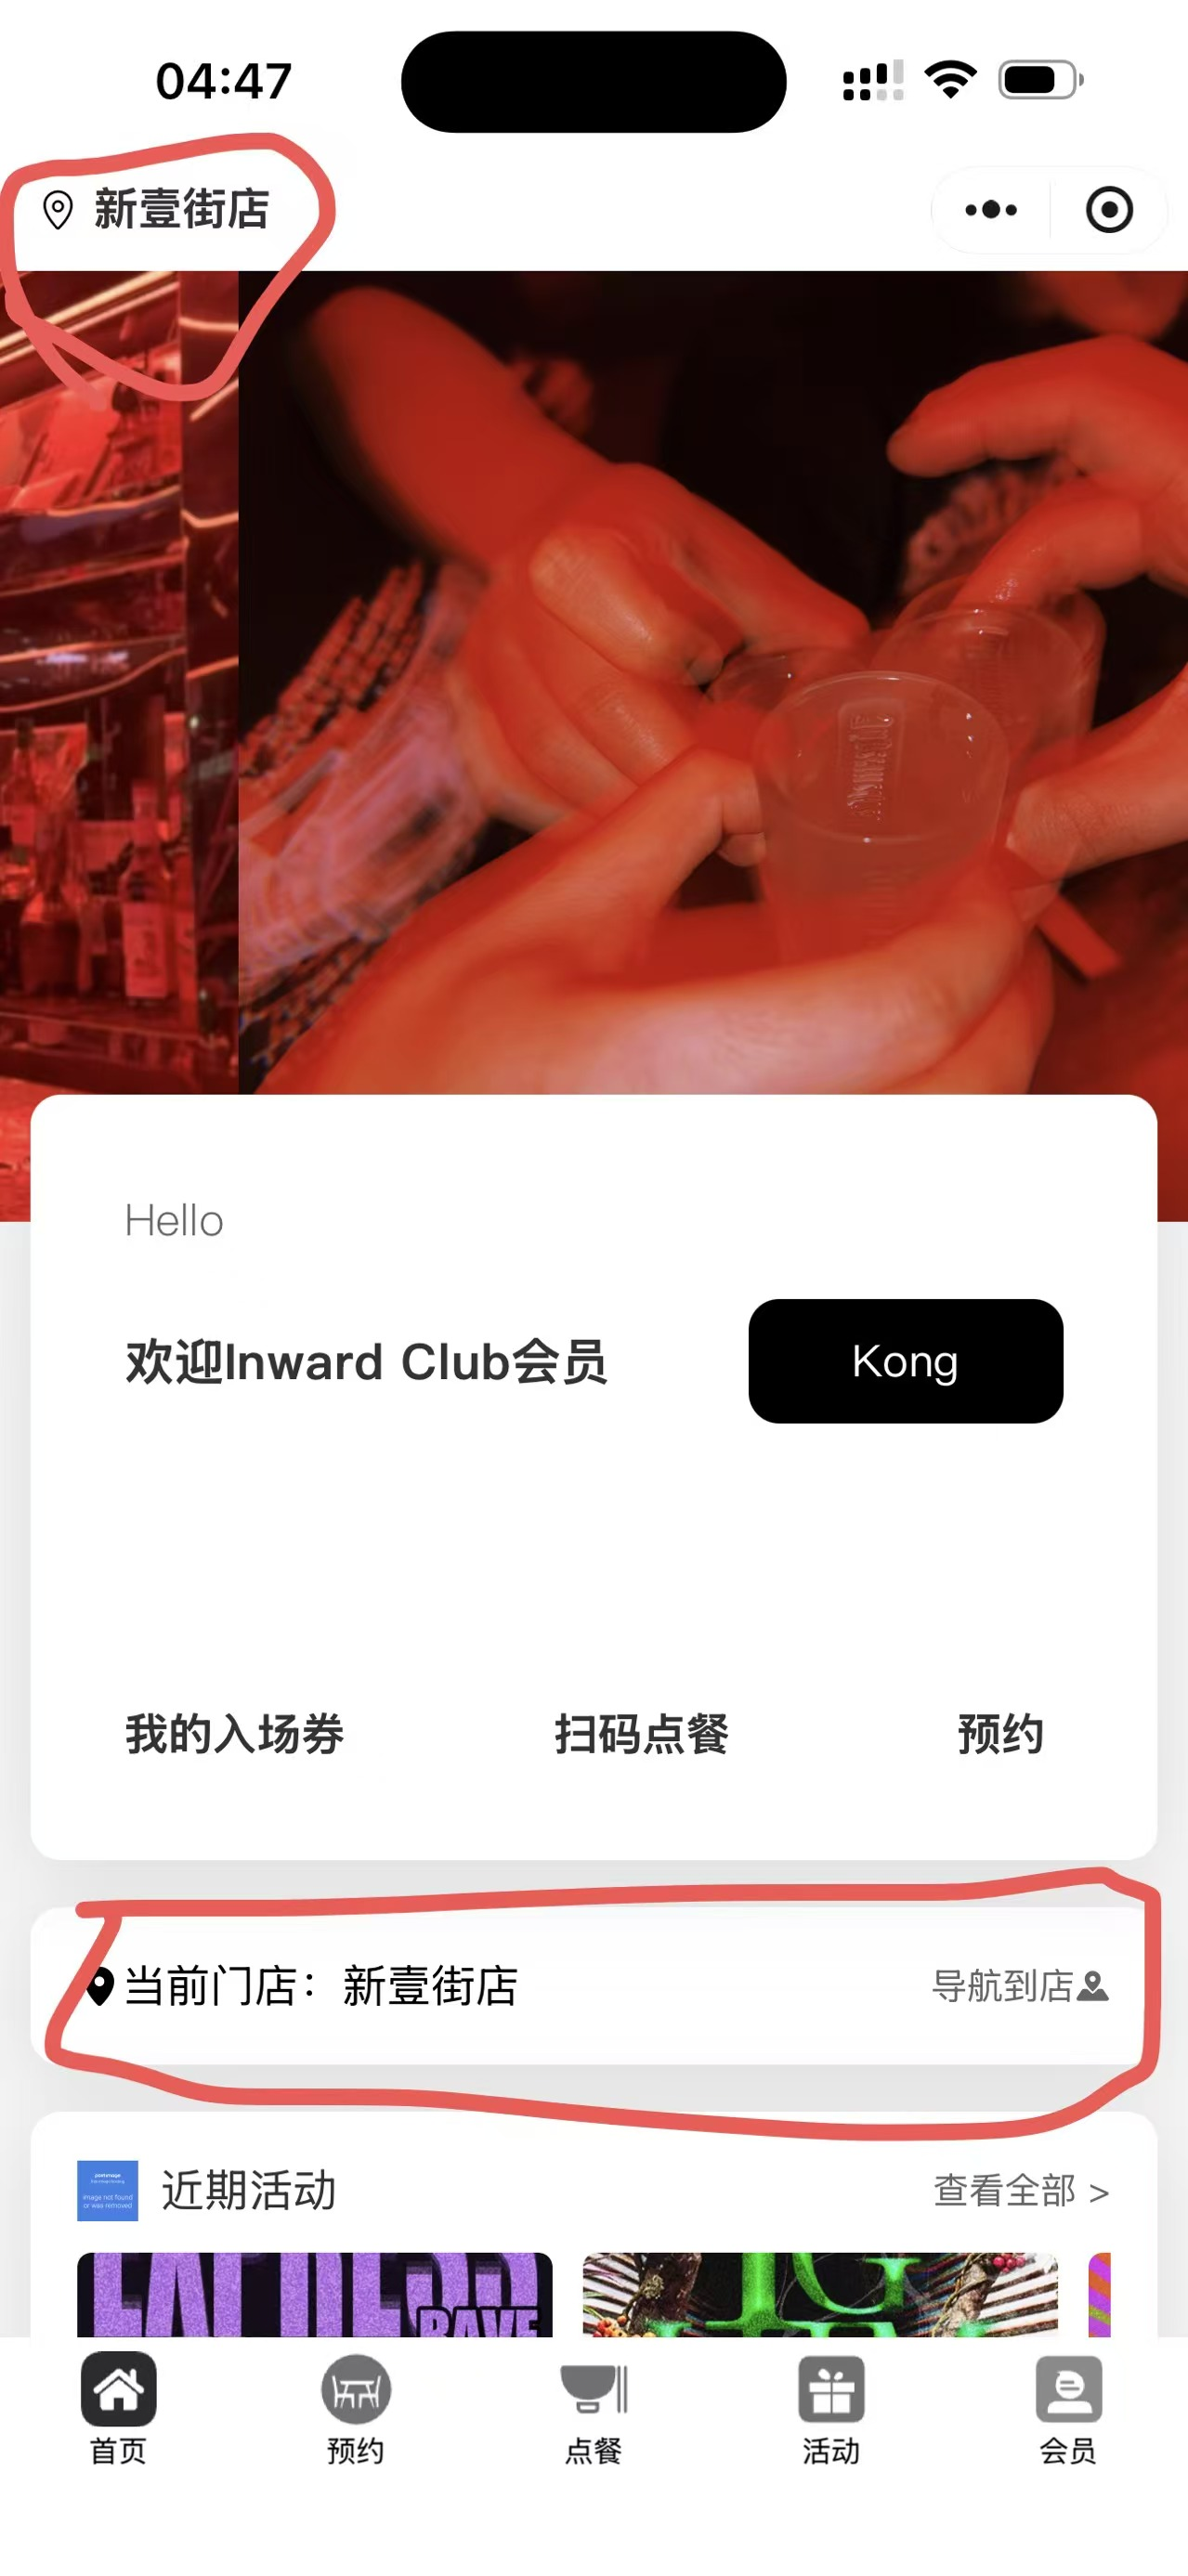 04:47
新壹街店
Hello
欢迎Inward Club会员
Kong
我的入场券
扫码点餐
预约
当前门店：新壹街店
导航到店
近期活动
查看全部 >
RAVE
首页
预约
点餐
活动
会员